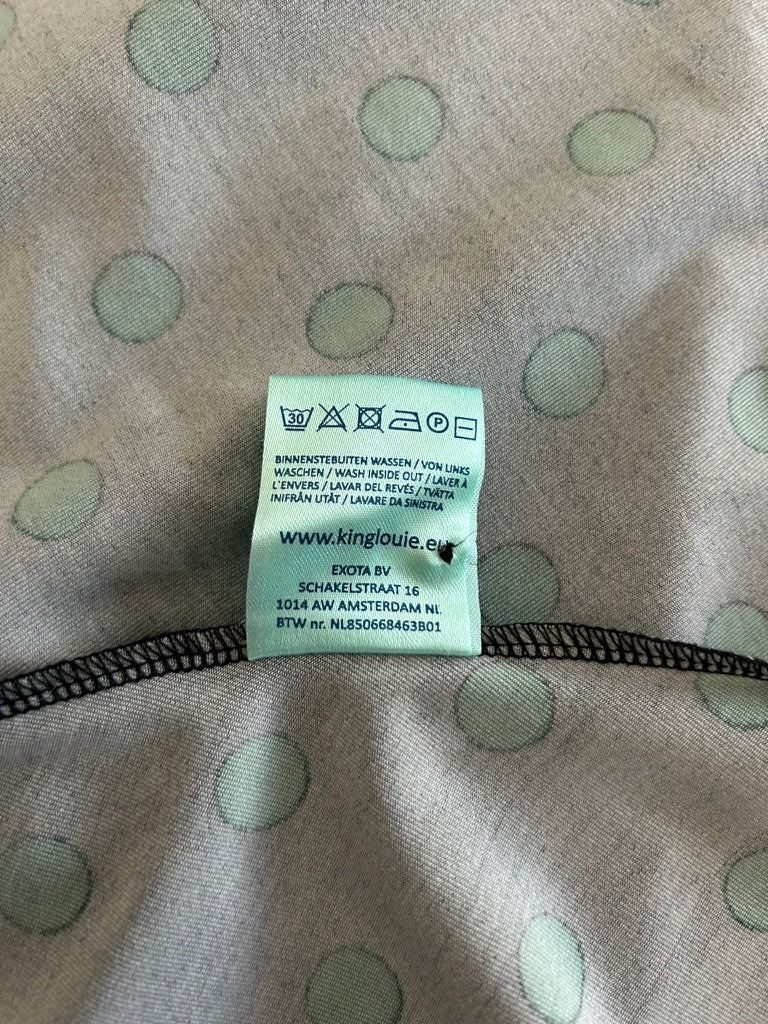 30 P
BINNENSTEBUITEN WASSEN / VON LINKS
WASCHEN / WASH INSIDE OUT / LAVER À
L'ENVERS / LAVAR DEL REVÉS / TVÄTTA
INIFRÅN UTÅT / LAVARE DA SINISTRA
www.kinglouie.eu
EXOTA BV
SCHAKELSTRAAT 16
1014 AW AMSTERDAM NL
BTW nr. NL850668463B01